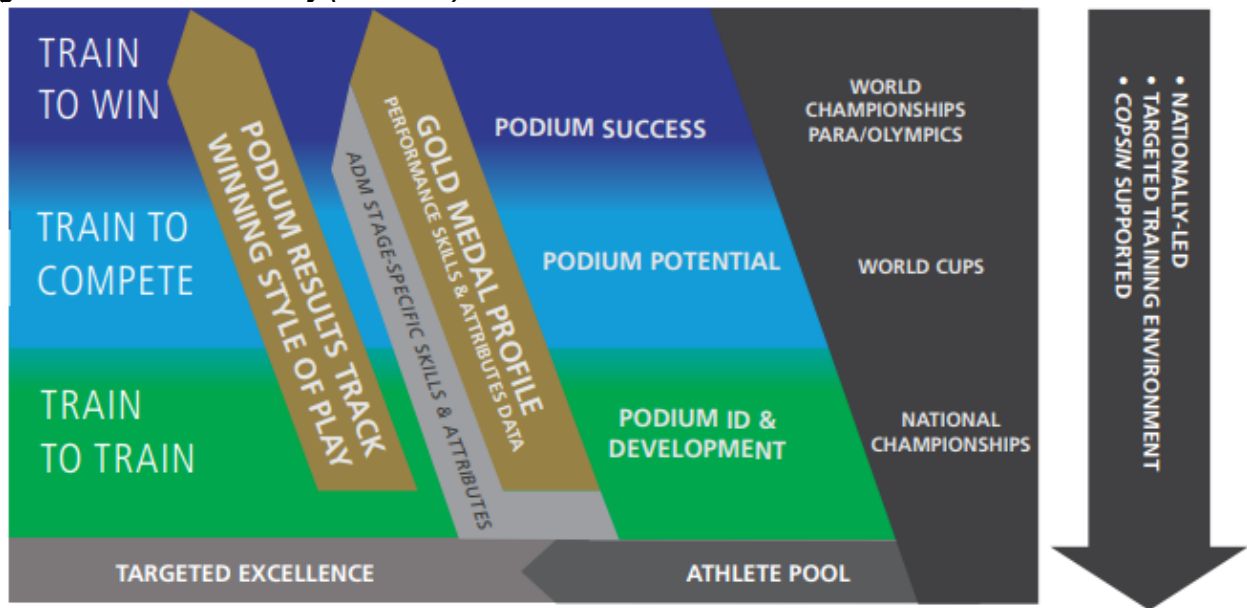 TRAIN
TO WIN
TRAIN TO
COMPETE
TRAIN
TO TRAIN
PODIUM RESULTS TRACK
WINNING STYLE OF PLAY
ADM STAGE-SPECIFIC SKILLS & ATTRIBUTES
GOLD MEDAL PROFILE
PERFORMANCE SKILLS & ATTRIBUTES DATA
PODIUM SUCCESS
PODIUM POTENTIAL
PODIUM ID &
DEVELOPMENT
WORLD
CHAMPIONSHIPS
PARA/OLYMPICS
WORLD CUPS
NATIONAL
CHAMPIONSHIPS
• NATIONALLY-LED
• TARGETED TRAINING ENVIRONMENT
• COPSIN SUPPORTED
TARGETED EXCELLENCE
ATHLETE POOL